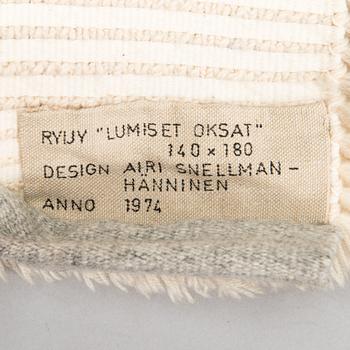 RYIJY "LUMISET OKSAT"
140 x 180
DESIGN AIRI SNELLMAN-
HÄNNINEN
ANNO 1974